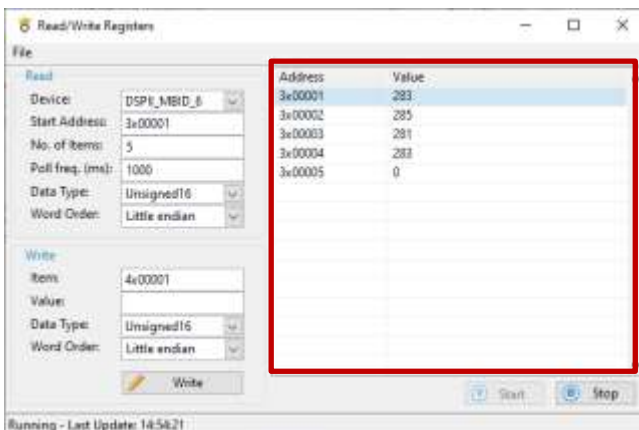 Read/Write Registers
File
Read
Device:
Start Address: 3x00001
No. of Items: 5
Poll freq. (ms): 1000
Data Type: Unsigned16
Word Order: Little endian
Write
Item: 4x00001
Value:
Data Type: Unsigned16
Word Order: Little endian
Write
Address Value
3x00001 283
3x00002 285
3x00003 281
3x00004 283
3x00005 0
Start Stop
Running - Last Update: 14:54:21